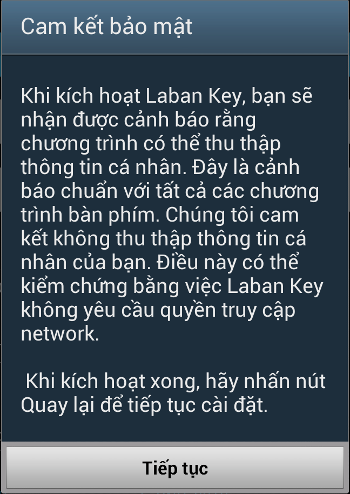 Cam kết bảo mật
Khi kích hoạt Laban Key, bạn sẽ
nhận được cảnh báo rằng
chương trình có thể thu thập
thông tin cá nhân. Đây là cảnh
báo chuẩn với tất cả các chương
trình bàn phím. Chúng tôi cam
kết không thu thập thông tin cá
nhân của bạn. Điều này có thể
kiểm chứng bằng việc Laban Key
không yêu cầu quyền truy cập
network.
Khi kích hoạt xong, hãy nhấn nút
Quay lại để tiếp tục cài đặt.
Tiếp tục